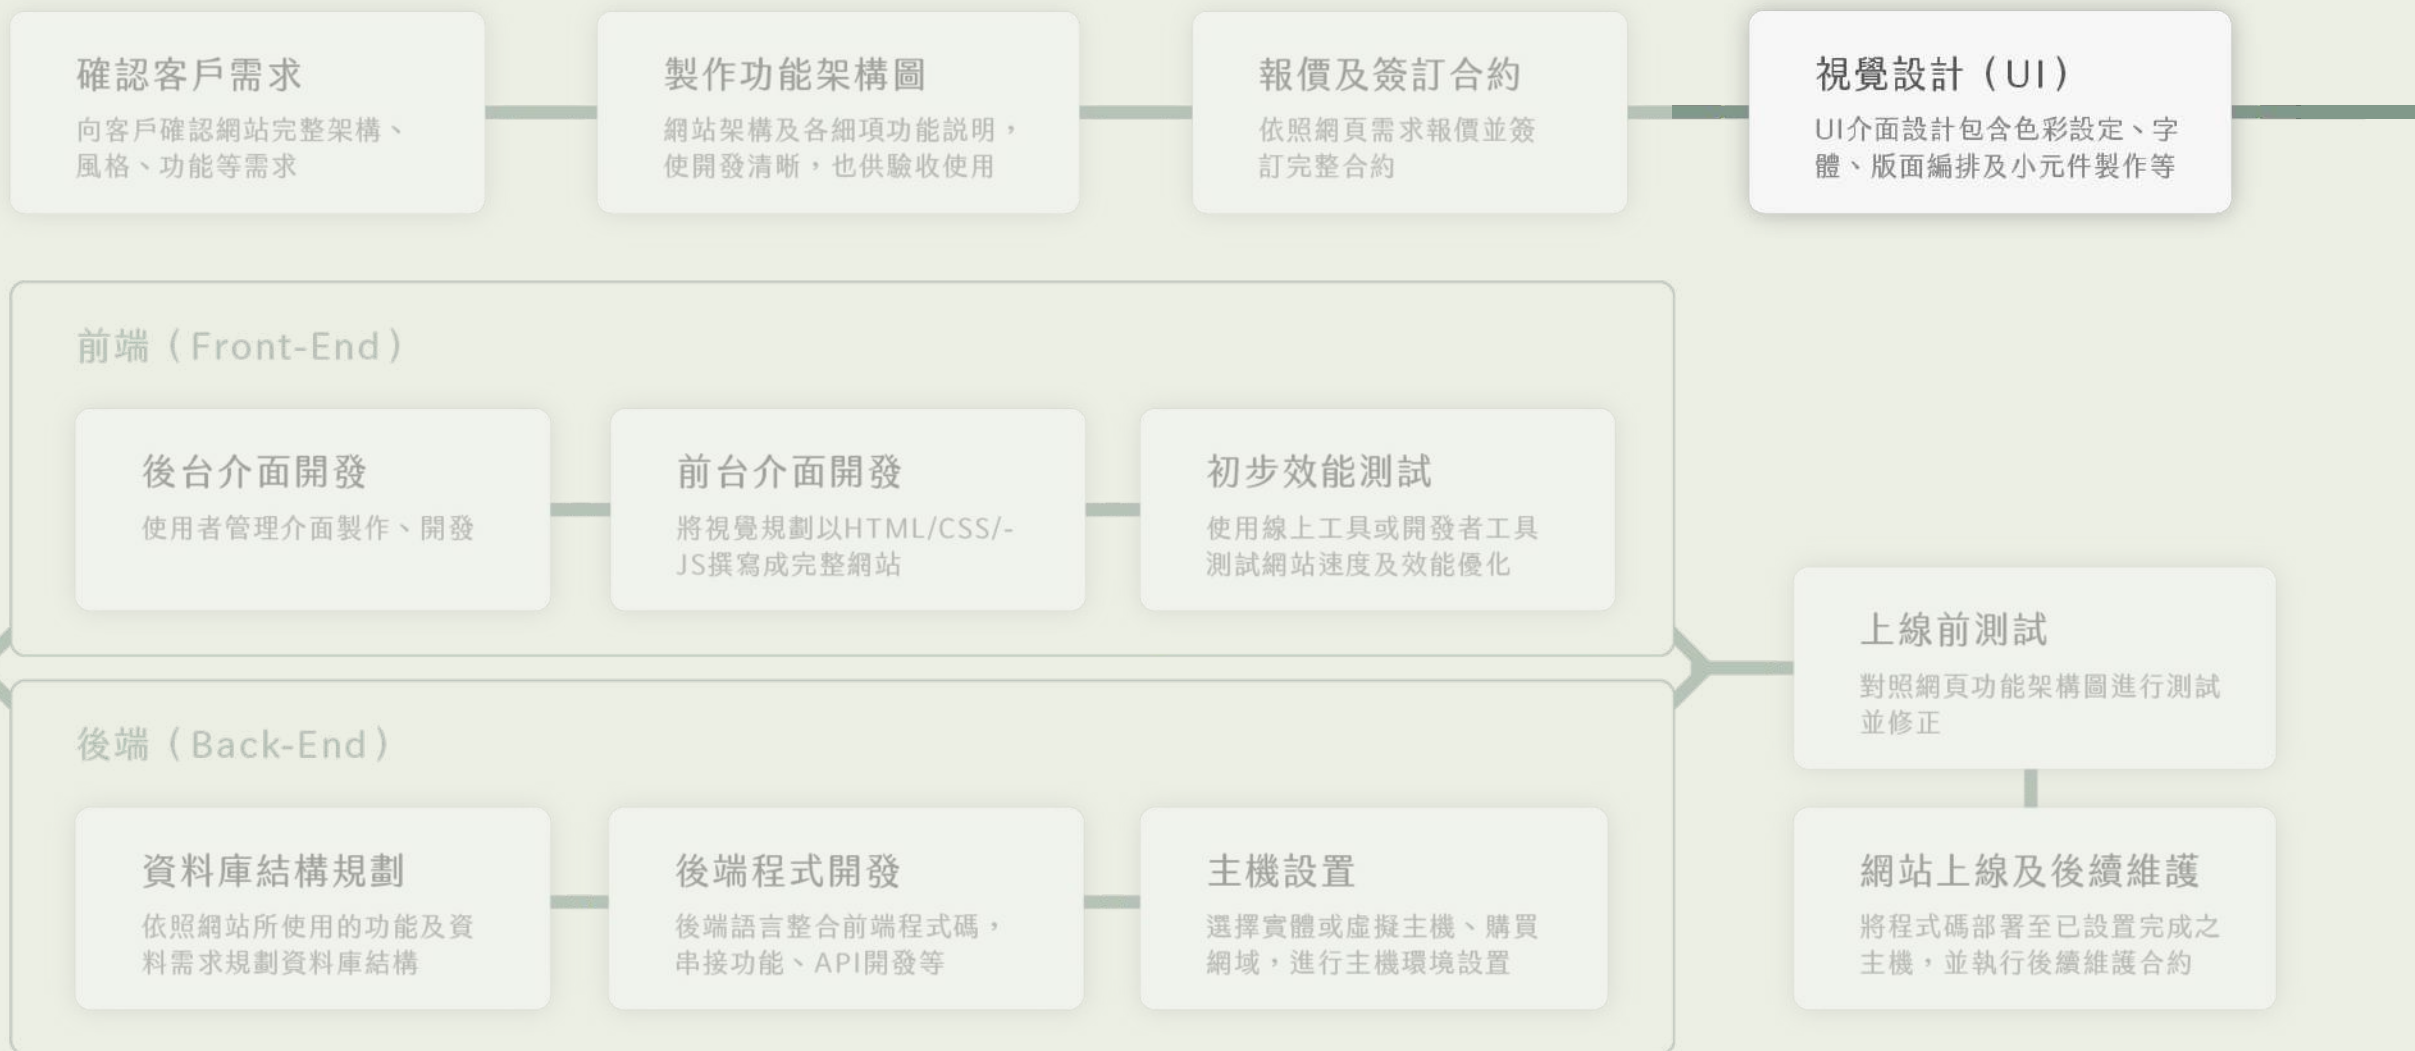 確認客戶需求
向客戶確認網站完整架構、
風格、功能等需求
製作功能架構圖
網站架構及各細項功能說明，
使開發清晰，也供驗收使用
報價及簽訂合約
依照網頁需求報價並簽
訂完整合約
視覺設計（UI）
UI介面設計包含色彩設定、字
體、版面編排及小元件製作等
前端（Front-End）
後台介面開發
使用者管理介面製作、開發
前台介面開發
將視覺規劃以HTML/CSS/-
JS撰寫成完整網站
初步效能測試
使用線上工具或開發者工具
測試網站速度及效能優化
後端（Back-End）
資料庫結構規劃
依照網站所使用的功能及資
料需求規劃資料庫結構
後端程式開發
後端語言整合前端程式碼，
串接功能、API開發等
主機設置
選擇實體或虛擬主機、購買
網域，進行主機環境設置
上線前測試
對照網頁功能架構圖進行測試
並修正
網站上線及後續維護
將程式碼部署至已設置完成之
主機，並執行後續維護合約